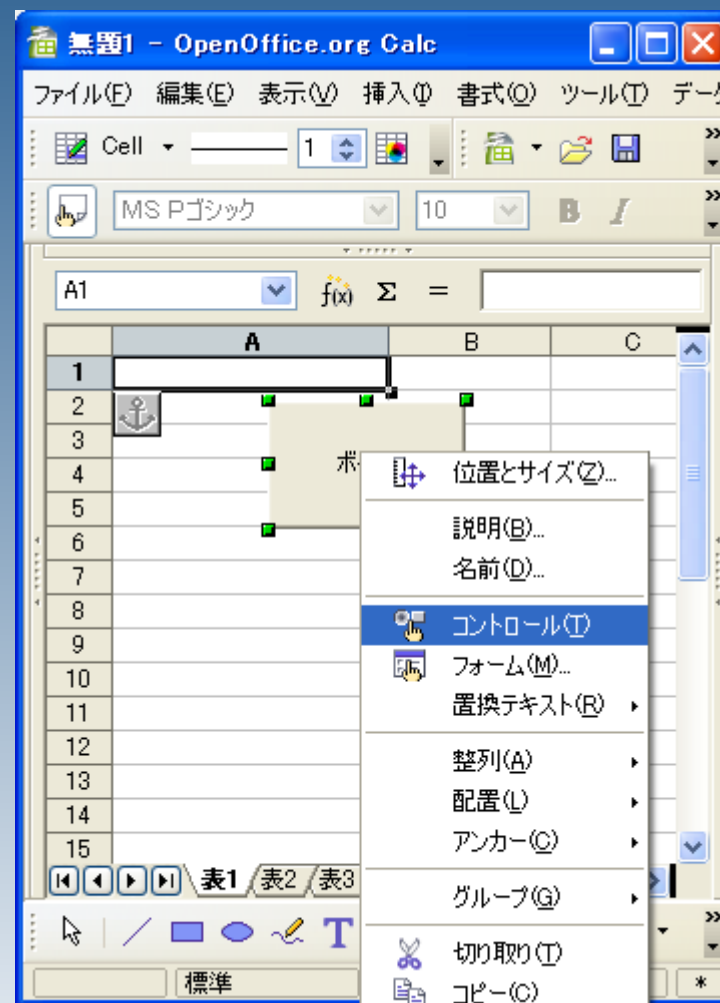 無題1 - OpenOffice.org Calc
ファイル(F) 編集(E) 表示(V) 挿入(I) 書式(O) ツール(T) データ
Cell 1
MS Pゴシック 10 B I
A1 f(x) Σ =
A B C
1
2
3
4
5
6
7
8
9
10
11
12
13
14
15
ボ
位置とサイズ(Z)...
説明(B)...
名前(D)...
コントロール(T)
フォーム(M)...
置換テキスト(R)
整列(A)
配置(L)
アンカー(C)
グループ(G)
切り取り(T)
コピー(C)
表1 表2 表3
T
標準 *